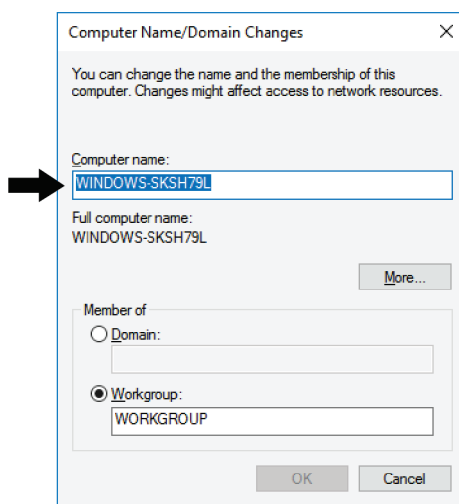 Computer Name/Domain Changes
You can change the name and the membership of this
computer. Changes might affect access to network resources.
Computer name:
WINDOWS-SKSH79L
Full computer name:
WINDOWS-SKSH79L
More...
Member of
Domain:
Workgroup:
WORKGROUP
OK
Cancel